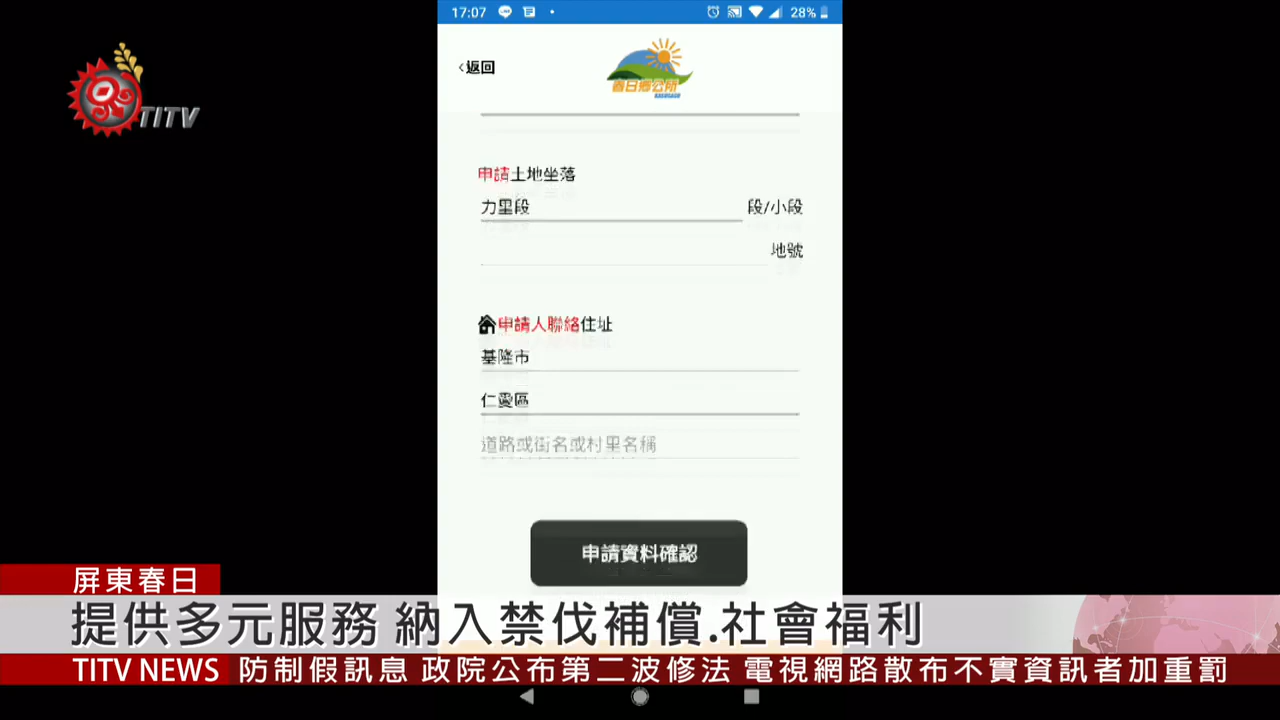 17:07
28%
TITV
‹返回
春日鄉公所
申請土地坐落
力里段 段/小段
地號
申請人聯絡住址
基隆市
仁愛區
道路或街名或村里名稱
申請資料確認
屏東春日
提供多元服務 納入禁伐補償.社會福利
TITV NEWS 防制假訊息 政院公布第二波修法 電視網路散布不實資訊者加重罰